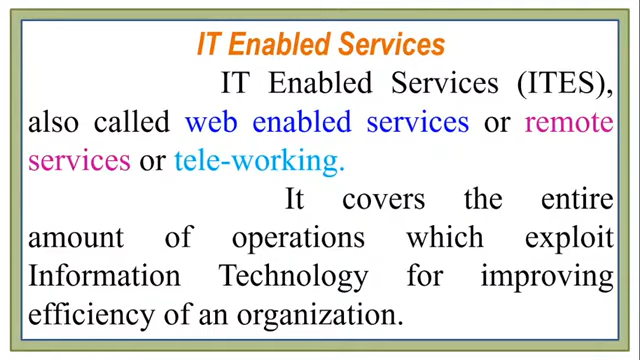 IT Enabled Services
IT Enabled Services (ITES),
also called web enabled services or remote
services or tele-working.
It covers the entire
amount of operations which exploit
Information Technology for improving
efficiency of an organization.